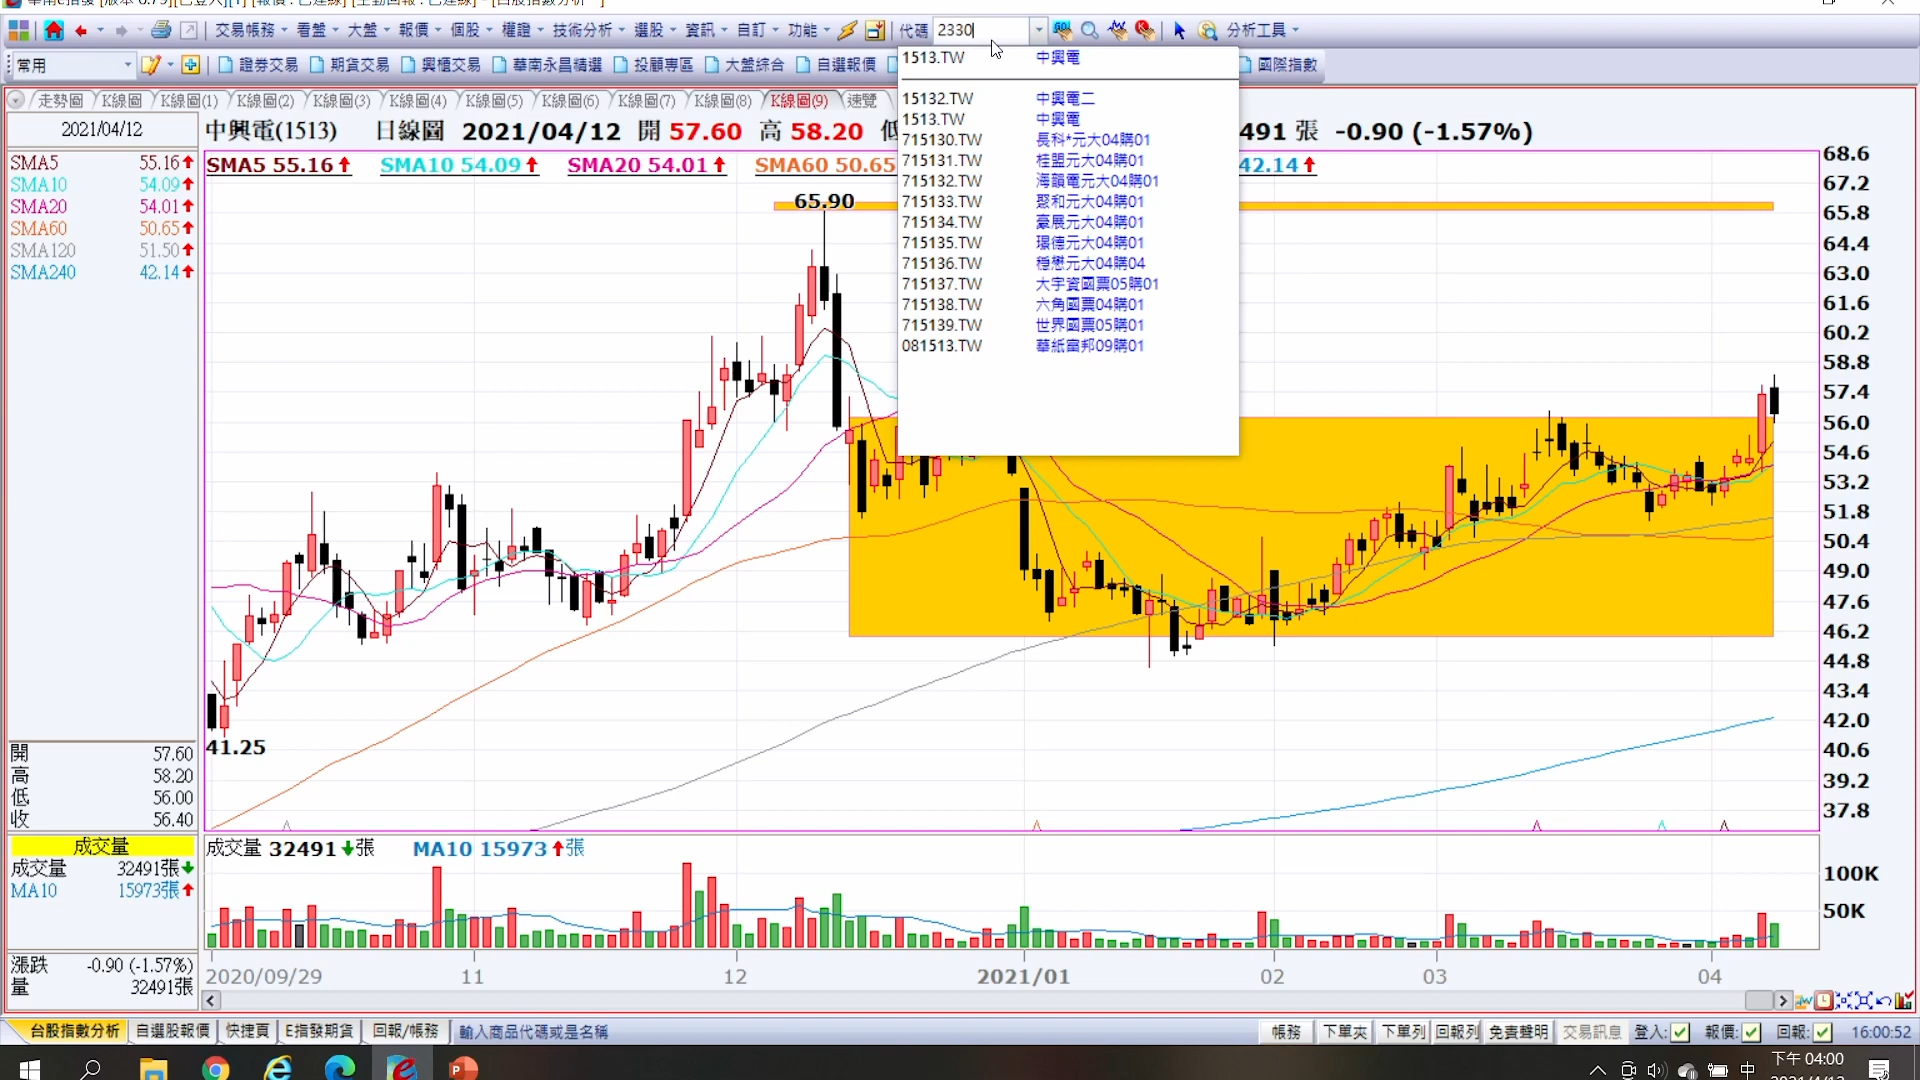 交易帳務 看盤 大盤 報價 個股 權證 技術分析 選股 資訊 自訂 功能 代碼 2330 分析工具
常用 證券交易 期貨交易 興櫃交易 華南永昌精選 投顧專區 大盤綜合 自選報價 國際指數
走勢圖 K線圖 K線圖(1) K線圖(2) K線圖(3) K線圖(4) K線圖(5) K線圖(6) K線圖(7) K線圖(8) K線圖(9) 速覽
1513.TW 中興電
15132.TW 中興電二
1513.TW 中興電
715130.TW 長科*元大04購01
715131.TW 桂盟元大04購01
715132.TW 海韻電元大04購01
715133.TW 聚和元大04購01
715134.TW 豪展元大04購01
715135.TW 環德元大04購01
715136.TW 穩懋元大04購04
715137.TW 大宇資國票05購01
715138.TW 六角國票04購01
715139.TW 世界國票05購01
081513.TW 華紙富邦09購01
2021/04/12
中興電(1513) 日線圖 2021/04/12 開 57.60 高 58.20 491 張 -0.90 (-1.57%)
SMA5 55.16
SMA10 54.09
SMA20 54.01
SMA60 50.65
SMA120 51.50
SMA240 42.14
SMA5 55.16 SMA10 54.09 SMA20 54.01 SMA60 50.65 42.14
65.90
41.25
68.6
67.2
65.8
64.4
63.0
61.6
60.2
58.8
57.4
56.0
54.6
53.2
51.8
50.4
49.0
47.6
46.2
44.8
43.4
42.0
40.6
39.2
37.8
開 57.60
高 58.20
低 56.00
收 56.40
成交量
成交量 32491張
MA10 15973張
成交量 32491 張 MA10 15973 張
100K
50K
漲跌 -0.90 (-1.57%)
量 32491張
2020/09/29 11 12 2021/01 02 03 04
台股指數分析 自選股報價 快捷頁 E指發期貨 回報/帳務 輸入商品代碼或是名稱 帳務 下單夾 下單列 回報列 免責聲明 交易訊息 登入: 報價: 回報: 16:00:52
中 下午 04:00